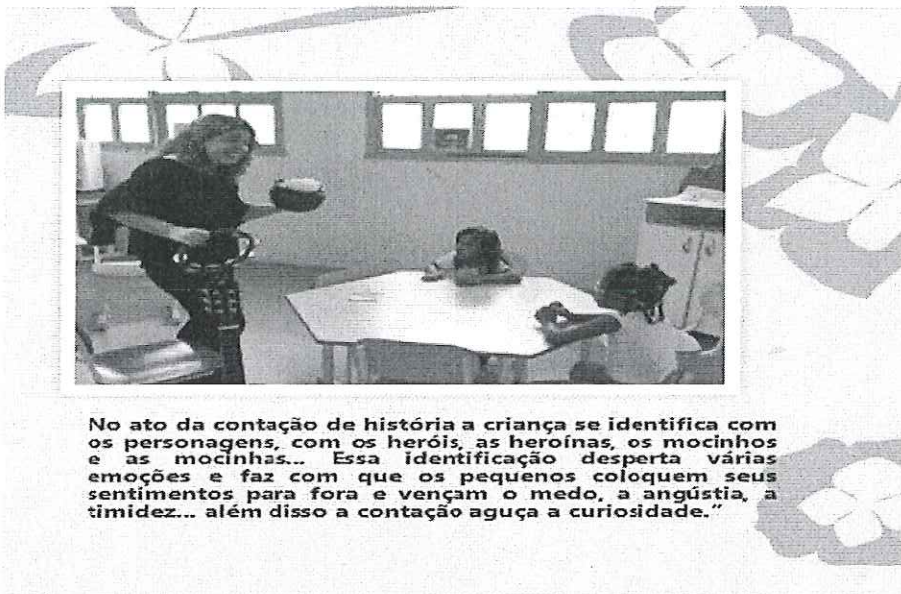 No ato da contação de história a criança se identifica com
os personagens, com os heróis, as heroínas, os mocinhos
e as mocinhas... Essa identificação desperta várias
emoções e faz com que os pequenos coloquem seus
sentimentos para fora e vençam o medo, a angústia, a
timidez... além disso a contação aguça a curiosidade.”